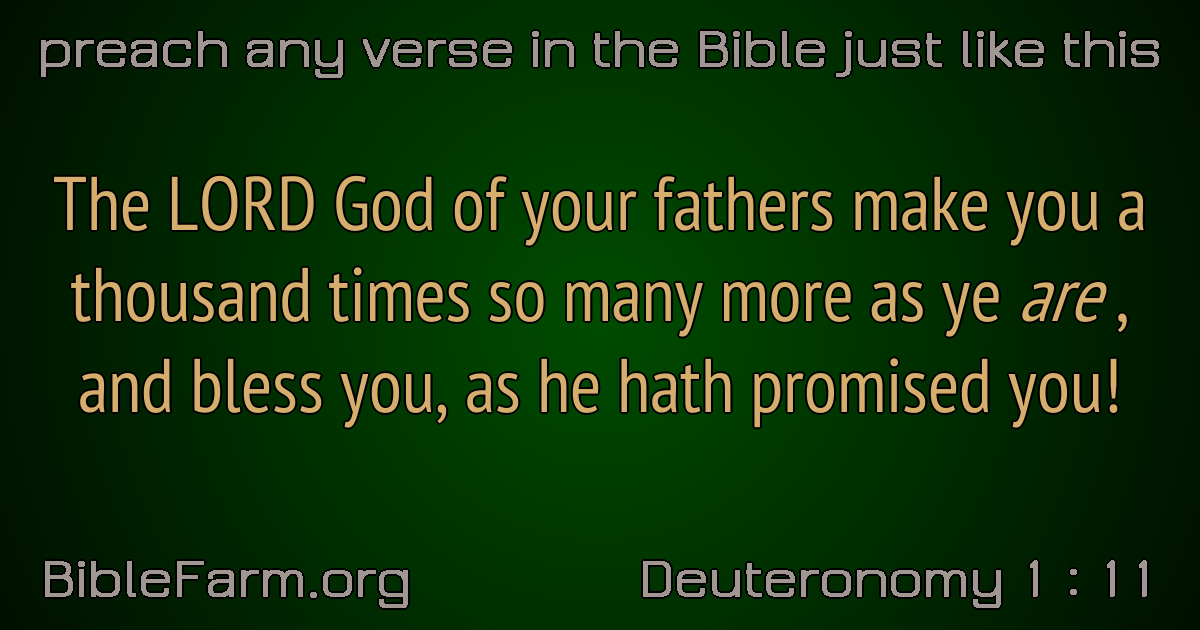 preach any verse in the Bible just like this
The LORD God of your fathers make you a
thousand times so many more as ye are ,
and bless you, as he hath promised you!
BibleFarm.org
Deuteronomy 1 : 11